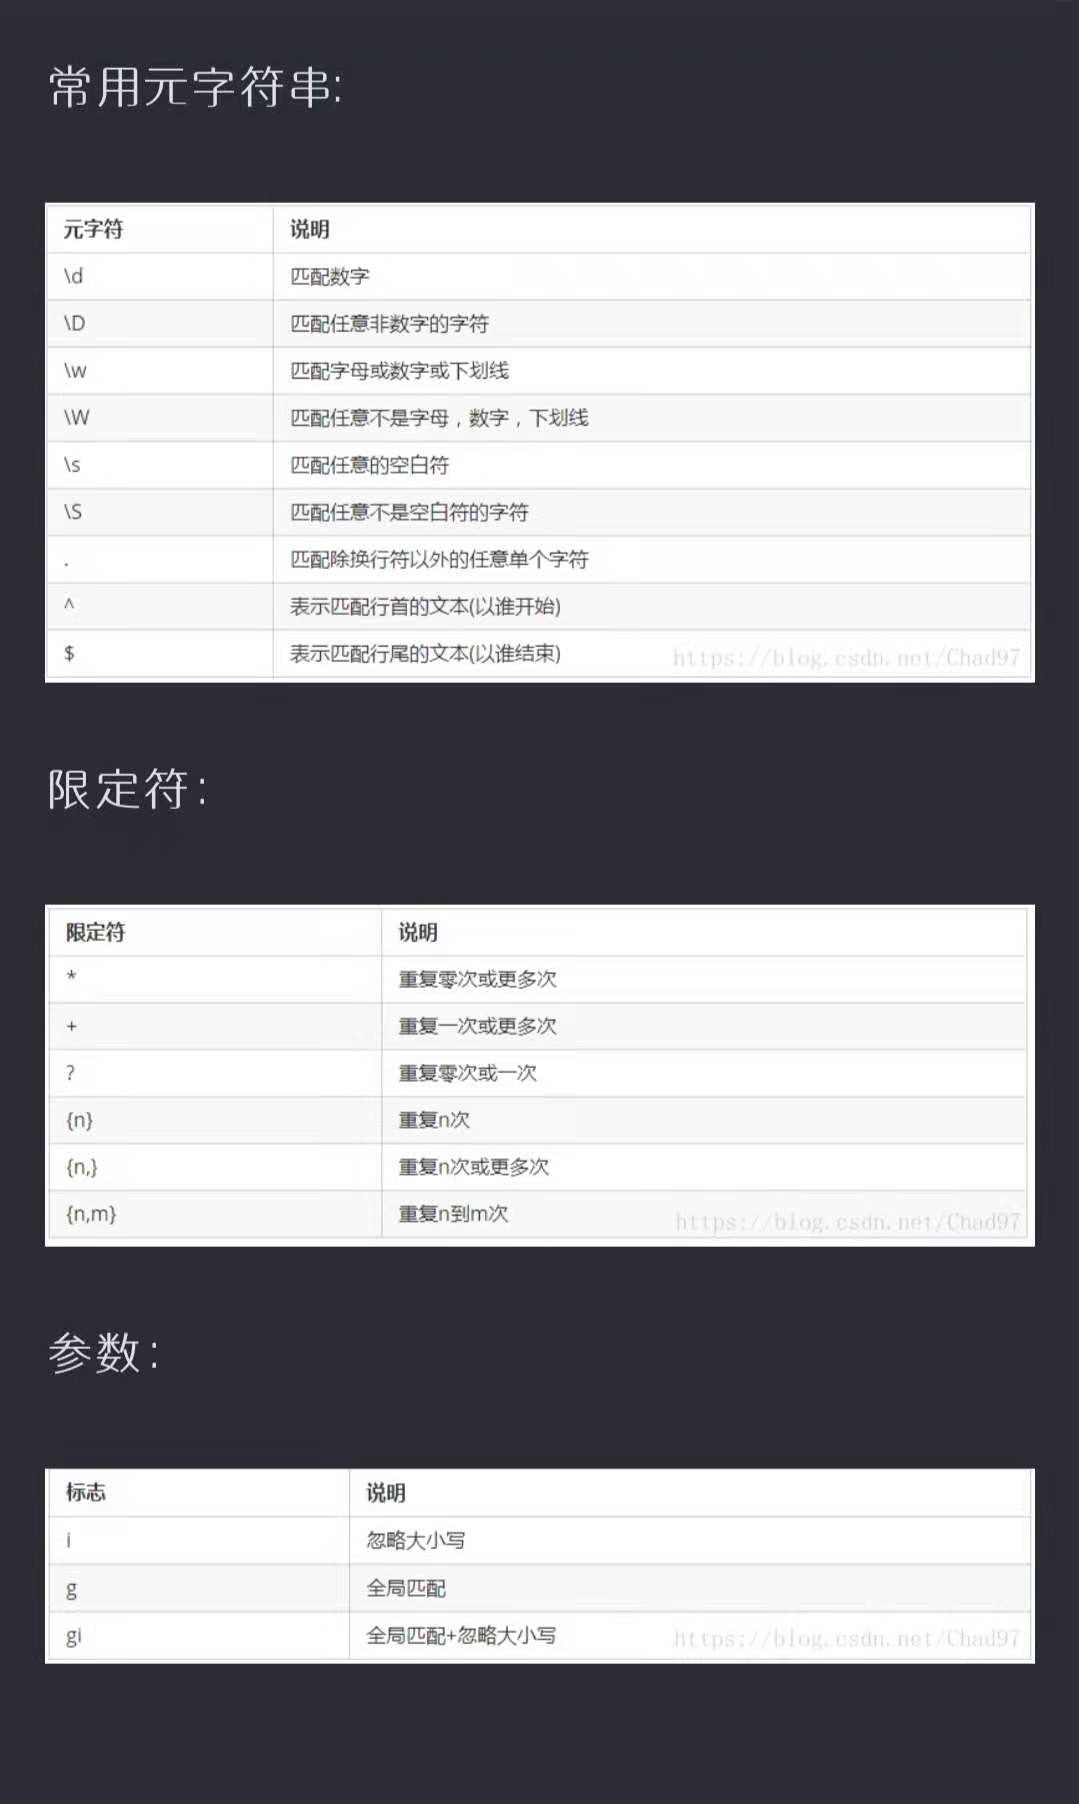 常用元字符串:
元字符 说明
\d 匹配数字
\D 匹配任意非数字的字符
\w 匹配字母或数字或下划线
\W 匹配任意不是字母，数字，下划线
\s 匹配任意的空白符
\S 匹配任意不是空白符的字符
. 匹配除换行符以外的任意单个字符
^ 表示匹配行首的文本(以谁开始)
$ 表示匹配行尾的文本(以谁结束)
https://blog.csdn.net/Chad97
限定符:
限定符 说明
* 重复零次或更多次
+ 重复一次或更多次
? 重复零次或一次
{n} 重复n次
{n,} 重复n次或更多次
{n,m} 重复n到m次
https://blog.csdn.net/Chad97
参数:
标志 说明
i 忽略大小写
g 全局匹配
gi 全局匹配+忽略大小写
https://blog.csdn.net/Chad97